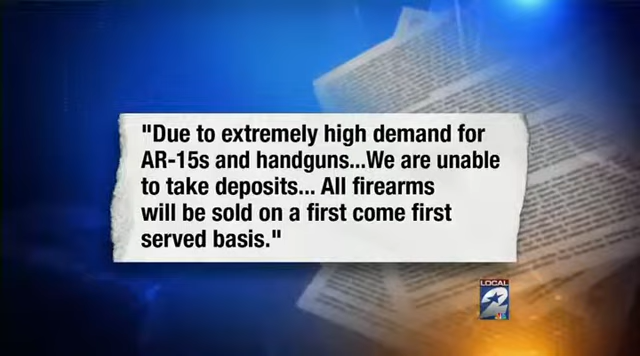 "Due to extremely high demand for
AR-15s and handguns...We are unable
to take deposits... All firearms
will be sold on a first come first
served basis."
LOCAL
2